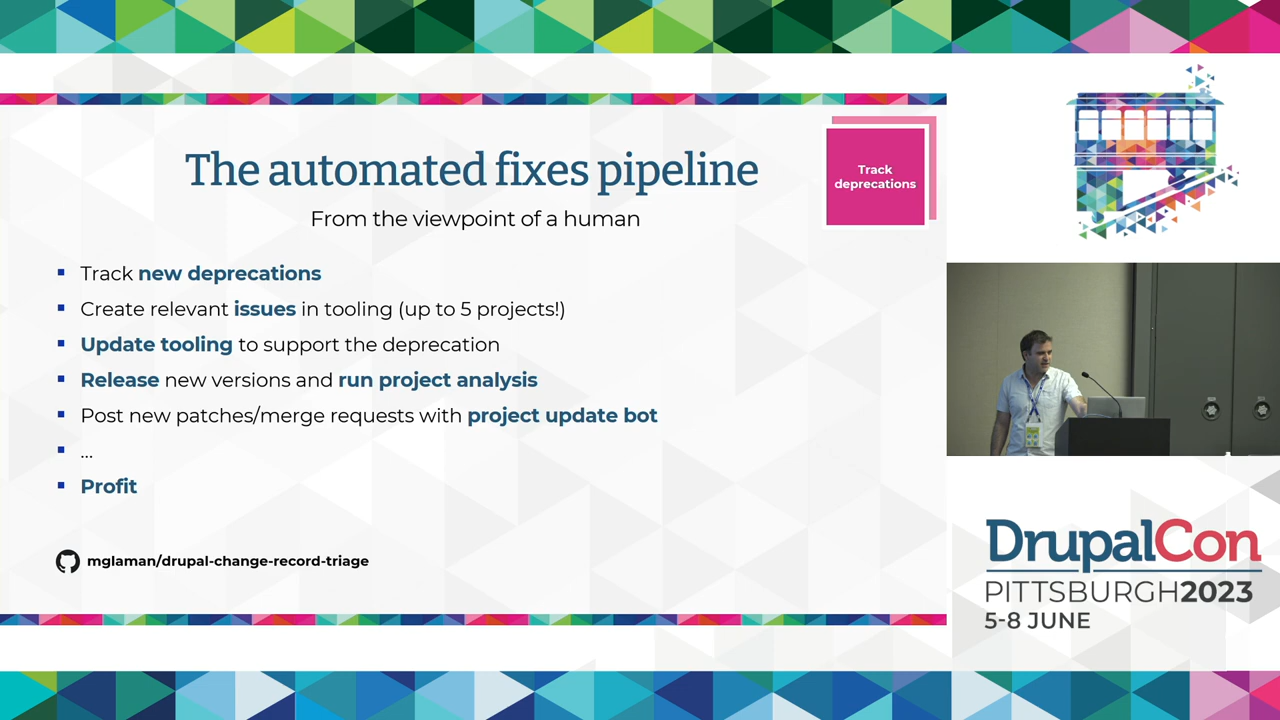 The automated fixes pipeline
From the viewpoint of a human
Track
deprecations
Track new deprecations
Create relevant issues in tooling (up to 5 projects!)
Update tooling to support the deprecation
Release new versions and run project analysis
Post new patches/merge requests with project update bot
...
Profit
mglaman/drupal-change-record-triage
DrupalCon
PITTSBURGH2023
5-8 JUNE